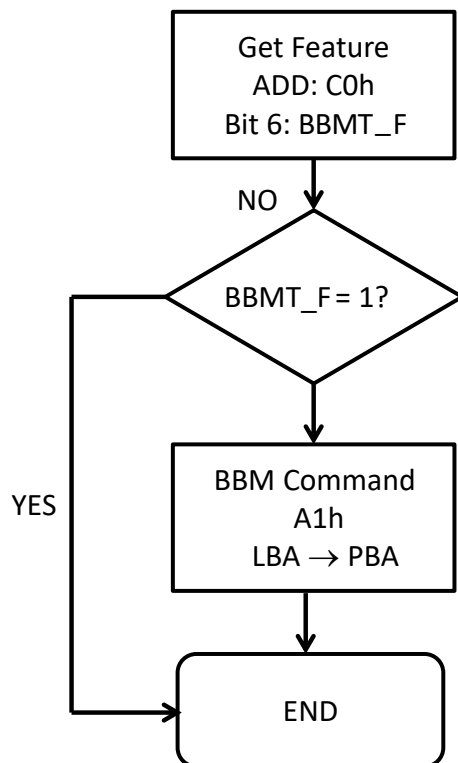 Get Feature
ADD: C0h
Bit 6: BBMT_F
NO
BBMT_F = 1?
BBM Command
A1h
LBA → PBA
YES
END